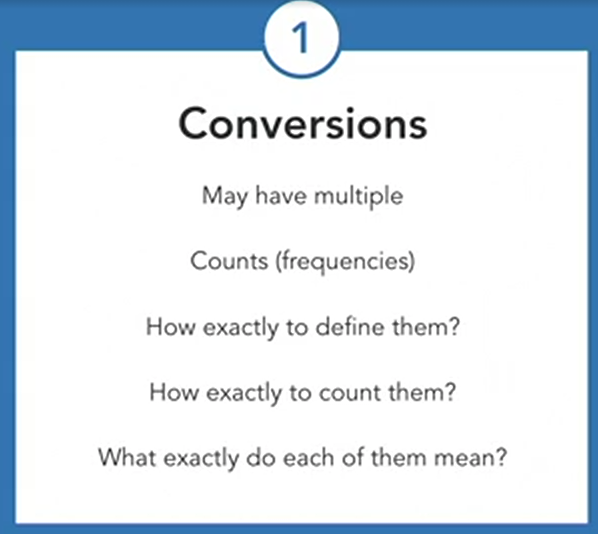 1
Conversions
May have multiple
Counts (frequencies)
How exactly to define them?
How exactly to count them?
What exactly do each of them mean?